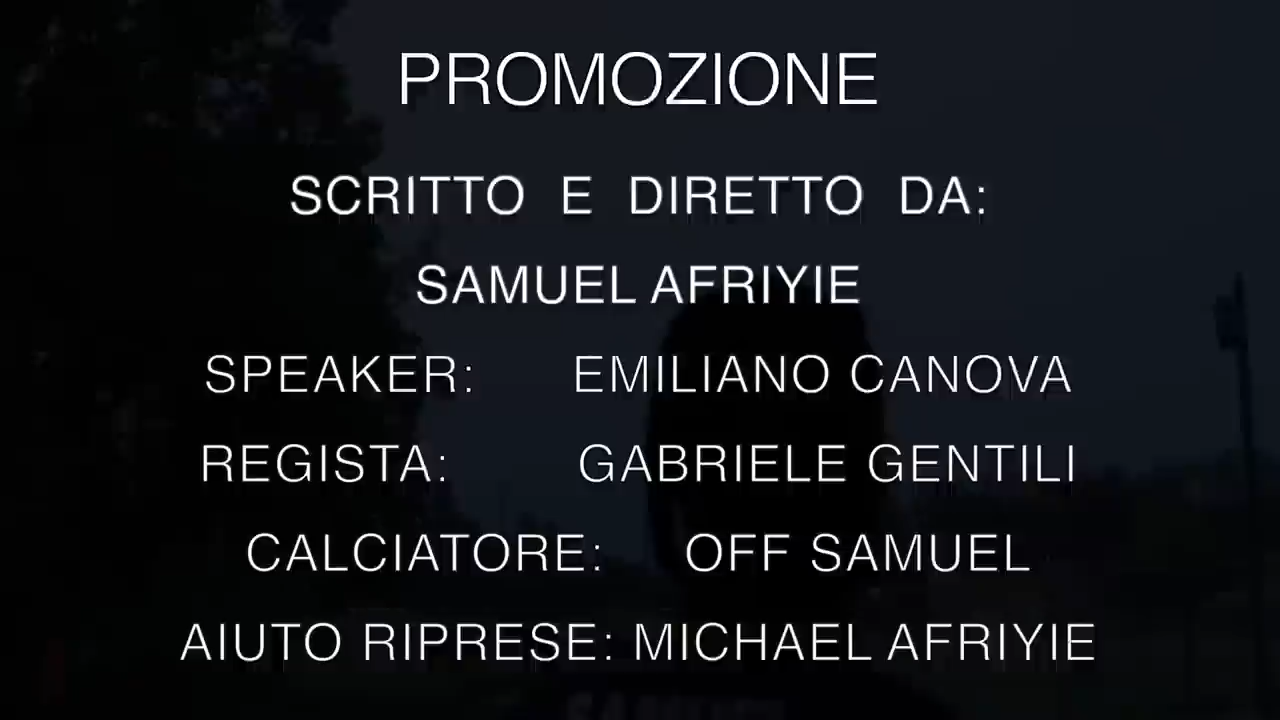 PROMOZIONE
SCRITTO E DIRETTO DA:
SAMUEL AFRIYIE
SPEAKER: EMILIANO CANOVA
REGISTA: GABRIELE GENTILI
CALCIATORE: OFF SAMUEL
AIUTO RIPRESE: MICHAEL AFRIYIE